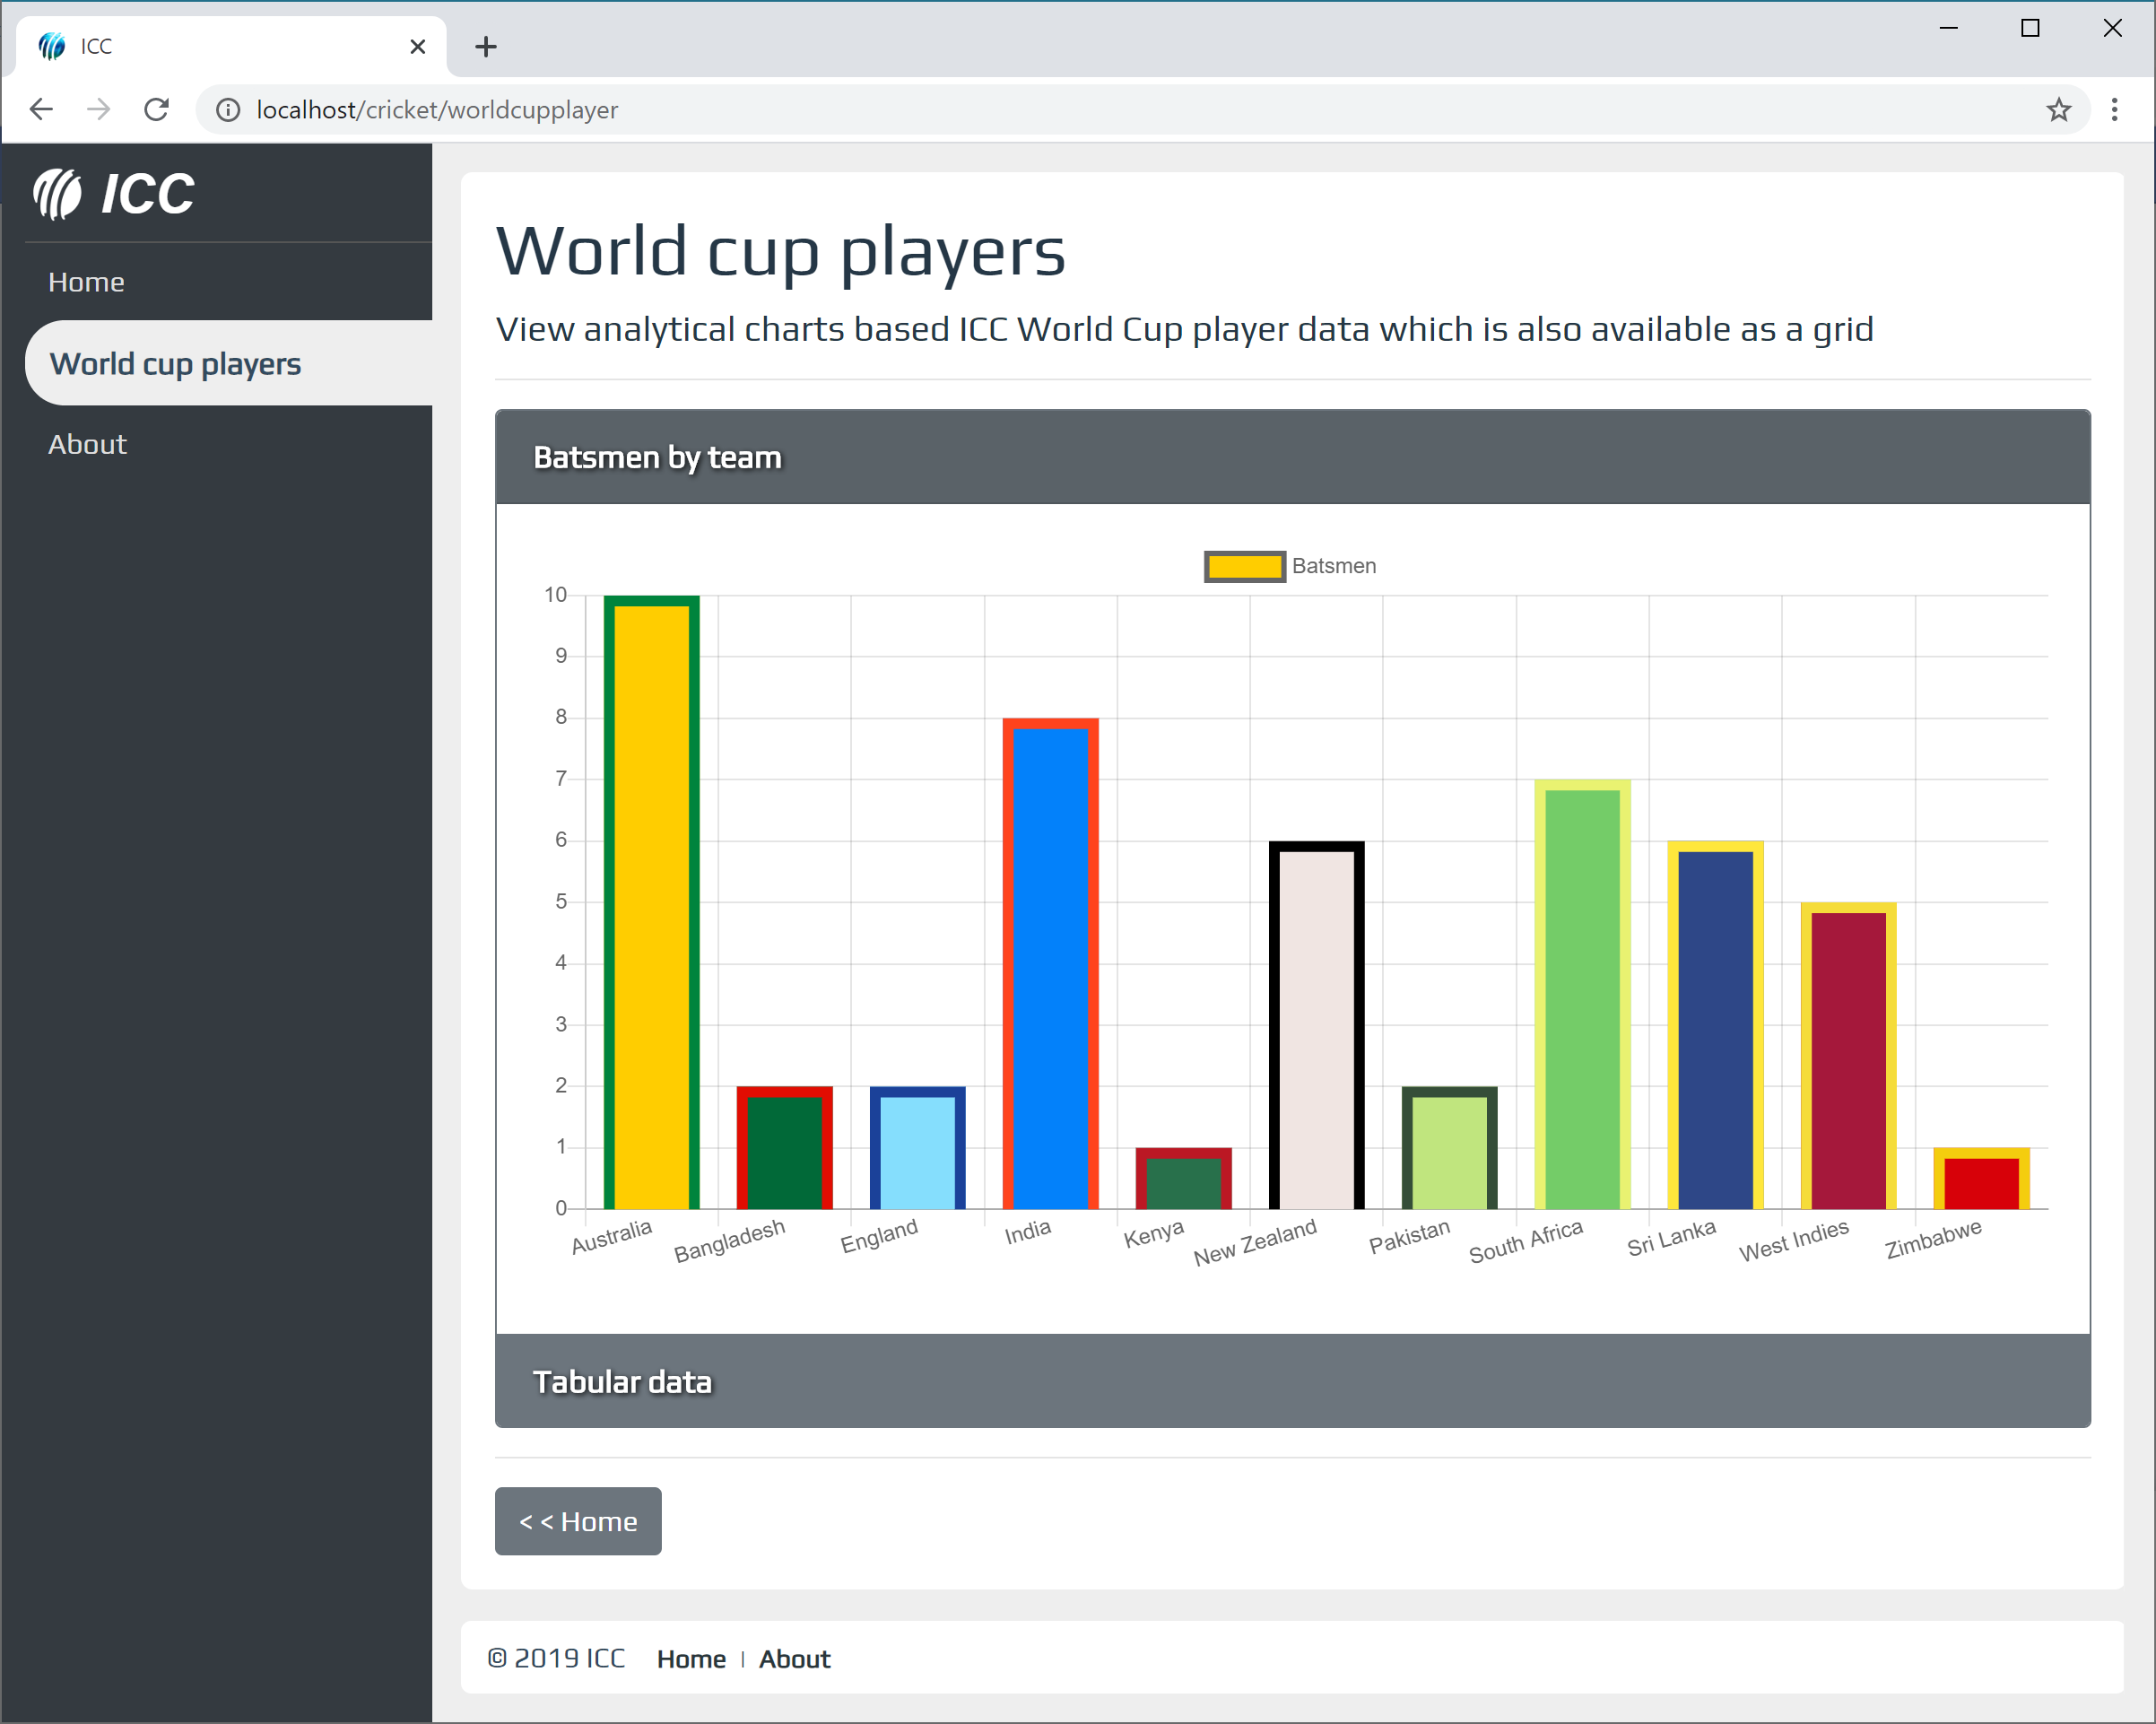 ICC
localhost/cricket/worldcupplayer
ICC
Home
World cup players
About
World cup players
View analytical charts based ICC World Cup player data which is also available as a grid
Batsmen by team
Batsmen
10
9
8
7
6
5
4
3
2
1
0
Australia Bangladesh England India Kenya New Zealand Pakistan South Africa Sri Lanka West Indies Zimbabwe
Tabular data
< < Home
© 2019 ICC Home | About